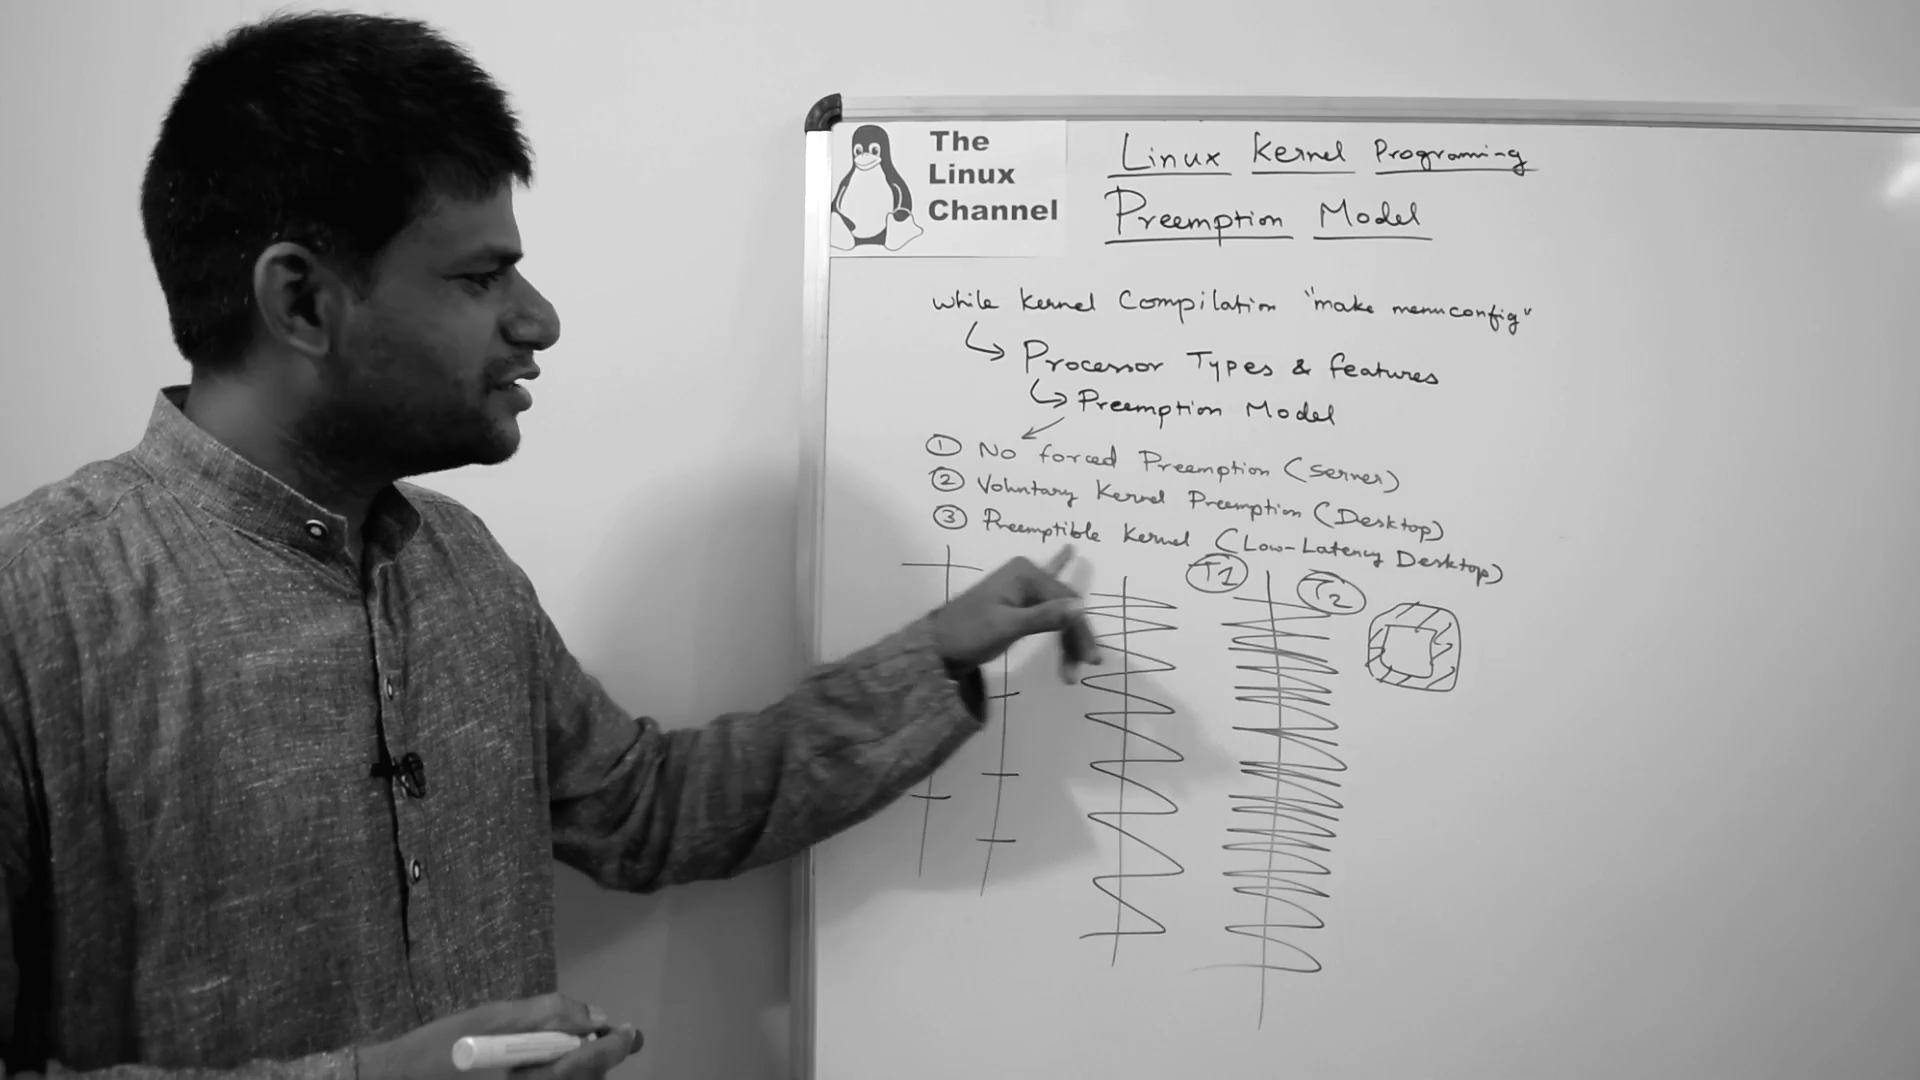 The
Linux
Channel
Linux Kernel Programing
Preemption Model
while Kernel Compilation "make menuconfig"
Processor Types & features
Preemption Model
① No forced Preemption (Server)
② Voluntary Kernel Preemption (Desktop)
③ Preemptible Kernel (Low-Latency Desktop)
T1
T2